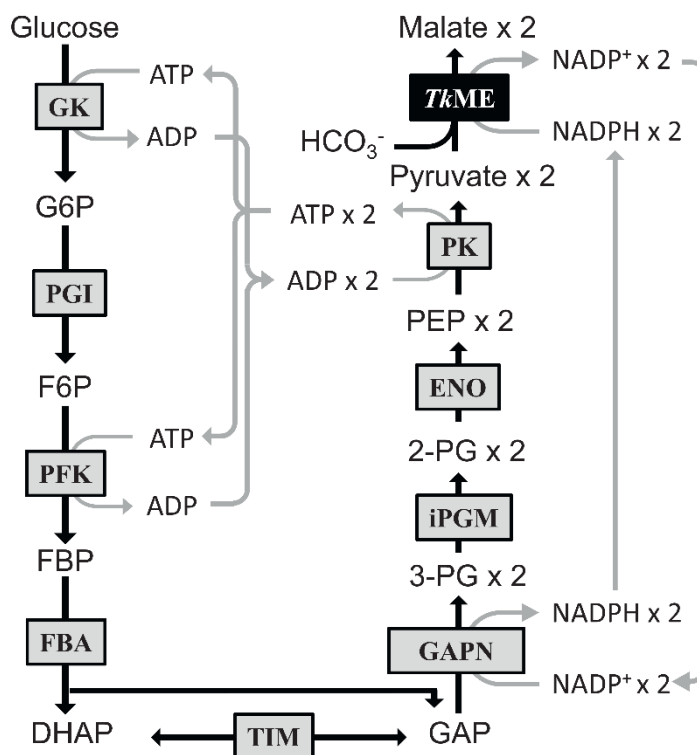 Glucose
ATP
GK
ADP
G6P
PGI
F6P
ATP
PFK
ADP
FBP
FBA
DHAP
TIM
GAP
ATP x 2
ADP x 2
Malate x 2
NADP⁺ x 2
TkME
HCO₃⁻
NADPH x 2
Pyruvate x 2
PK
PEP x 2
ENO
2-PG x 2
iPGM
3-PG x 2
NADPH x 2
GAPN
NADP⁺ x 2